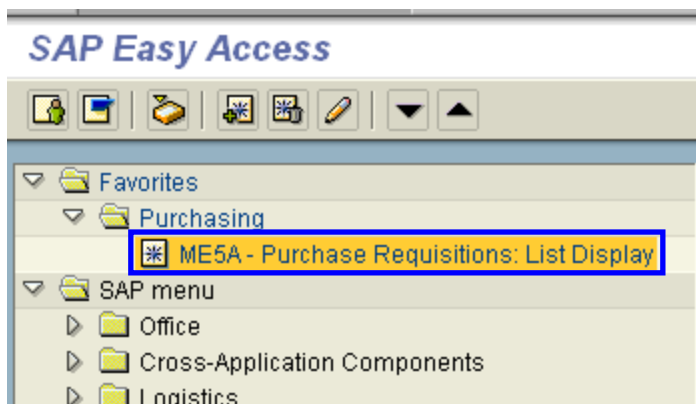 SAP Easy Access
Favorites
Purchasing
ME5A - Purchase Requisitions: List Display
SAP menu
Office
Cross-Application Components
Logistics